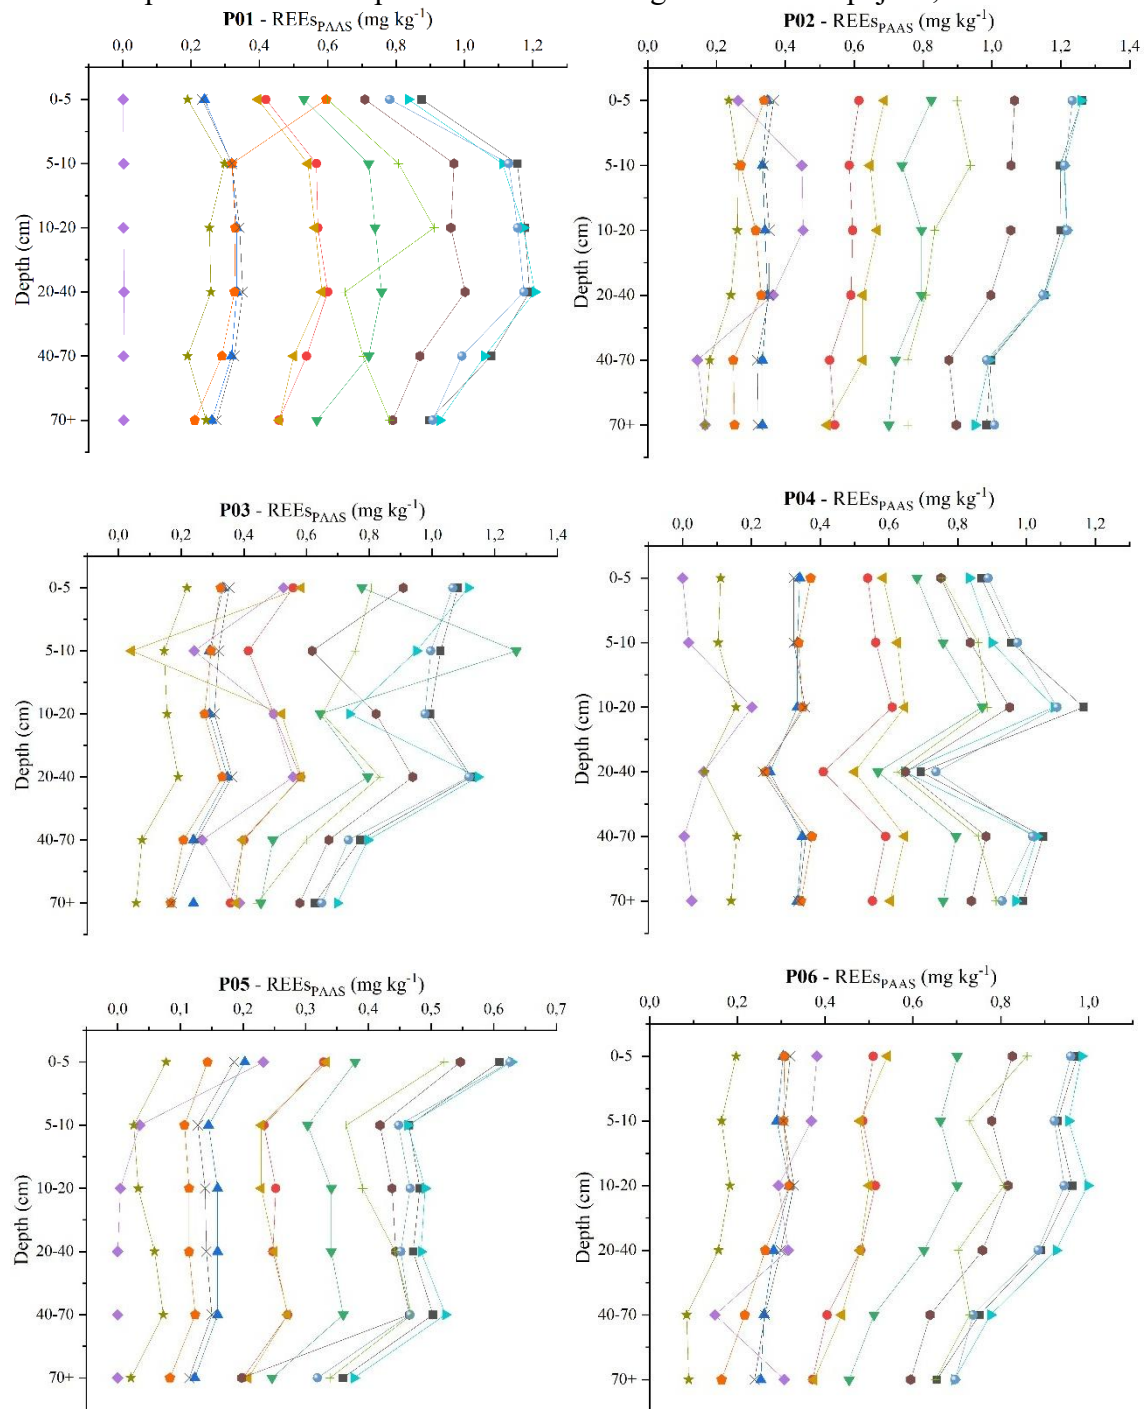 P01 - REEsPAAS (mg kg-1)
0,0 0,2 0,4 0,6 0,8 1,0 1,2
Depth (cm)
0-5
5-10
10-20
20-40
40-70
70+
P02 - REEsPAAS (mg kg-1)
0,0 0,2 0,4 0,6 0,8 1,0 1,2 1,4
Depth (cm)
0-5
5-10
10-20
20-40
40-70
70+
P03 - REEsPAAS (mg kg-1)
0,0 0,2 0,4 0,6 0,8 1,0 1,2 1,4
Depth (cm)
0-5
5-10
10-20
20-40
40-70
70+
P04 - REEsPAAS (mg kg-1)
0,0 0,2 0,4 0,6 0,8 1,0 1,2
Depth (cm)
0-5
5-10
10-20
20-40
40-70
70+
P05 - REEsPAAS (mg kg-1)
0,0 0,1 0,2 0,3 0,4 0,5 0,6 0,7
Depth (cm)
0-5
5-10
10-20
20-40
40-70
70+
P06 - REEsPAAS (mg kg-1)
0,0 0,2 0,4 0,6 0,8 1,0
Depth (cm)
0-5
5-10
10-20
20-40
40-70
70+